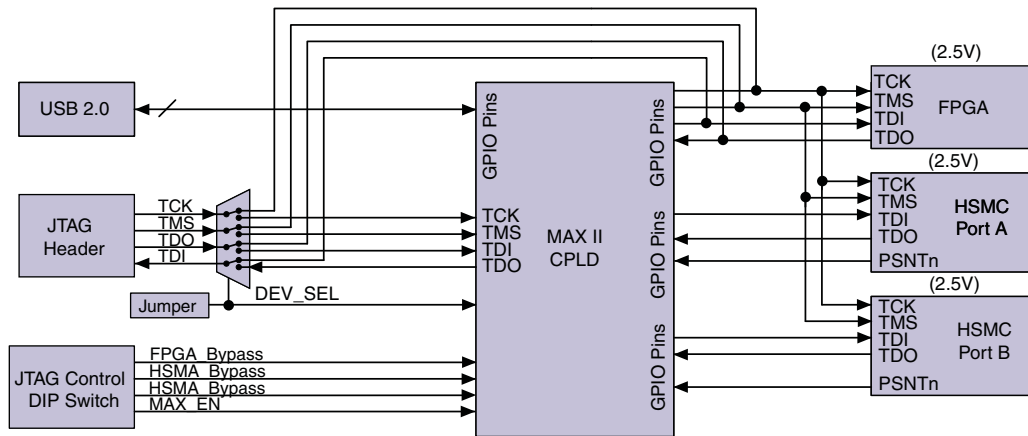 (2.5V)
TCK
TMS
TDI
TDO
FPGA
USB 2.0
GPIO Pins
GPIO Pins
(2.5V)
TCK
TMS
TDI
TDO
PSNTn
HSMC
Port A
JTAG
Header
TCK
TMS
TDO
TDI
TCK
TMS
TDI
TDO
MAX II
CPLD
GPIO Pins
Jumper
DEV_SEL
(2.5V)
TCK
TMS
TDI
TDO
PSNTn
HSMC
Port B
GPIO Pins
JTAG Control
DIP Switch
FPGA_Bypass
HSMA_Bypass
HSMA_Bypass
MAX_EN